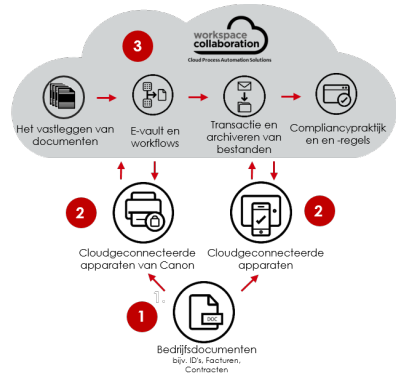 workspace
collaboration
Cloud Process Automation Solutions
3
Het vastleggen van
documenten
E-vault en
workflows
Transactie en
archiveren van
bestanden
Compliancypraktijk
en en -regels
2
2
Cloudgeconnecteerde
apparaten van Canon
Cloudgeconnecteerde
apparaten
1.
1
DOC
Bedrijfsdocumenten
bijv. ID's, Facturen,
Contracten